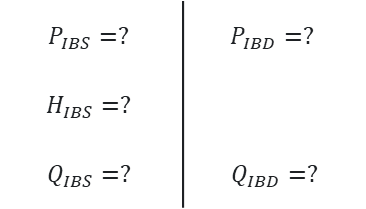 P_IBS =? P_IBD =?
H_IBS =?
Q_IBS =? Q_IBD =?